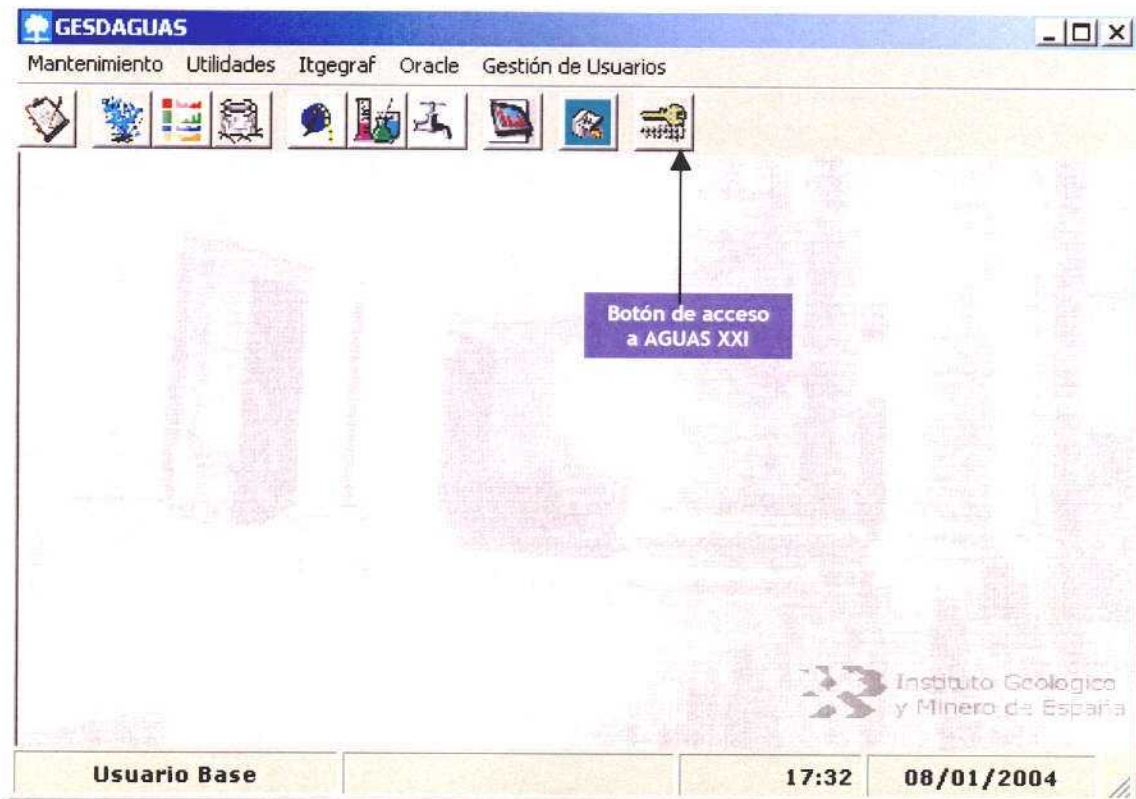 GESDAGUAS
Mantenimiento Utilidades Itgegraf Oracle Gestión de Usuarios
Botón de acceso
a AGUAS XXI
Instituto Geologico
y Minero de España
Usuario Base 17:32 08/01/2004